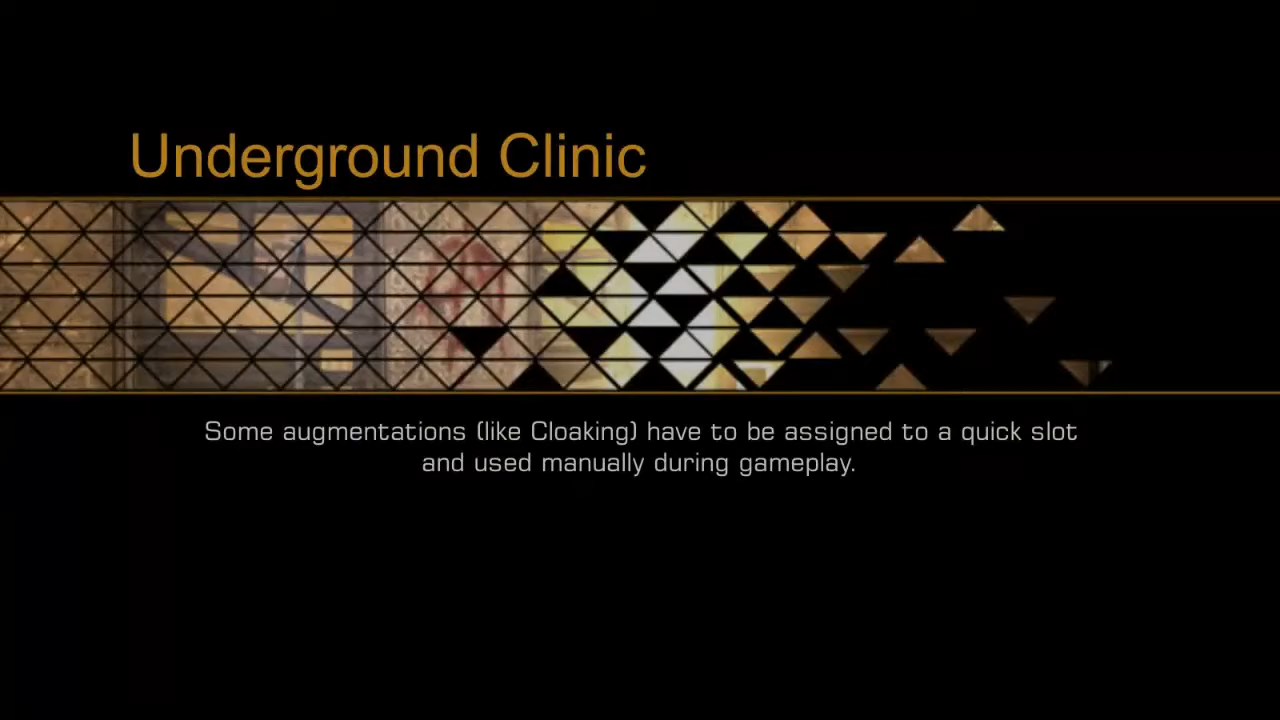 Underground Clinic
Some augmentations (like Cloaking) have to be assigned to a quick slot
and used manually during gameplay.